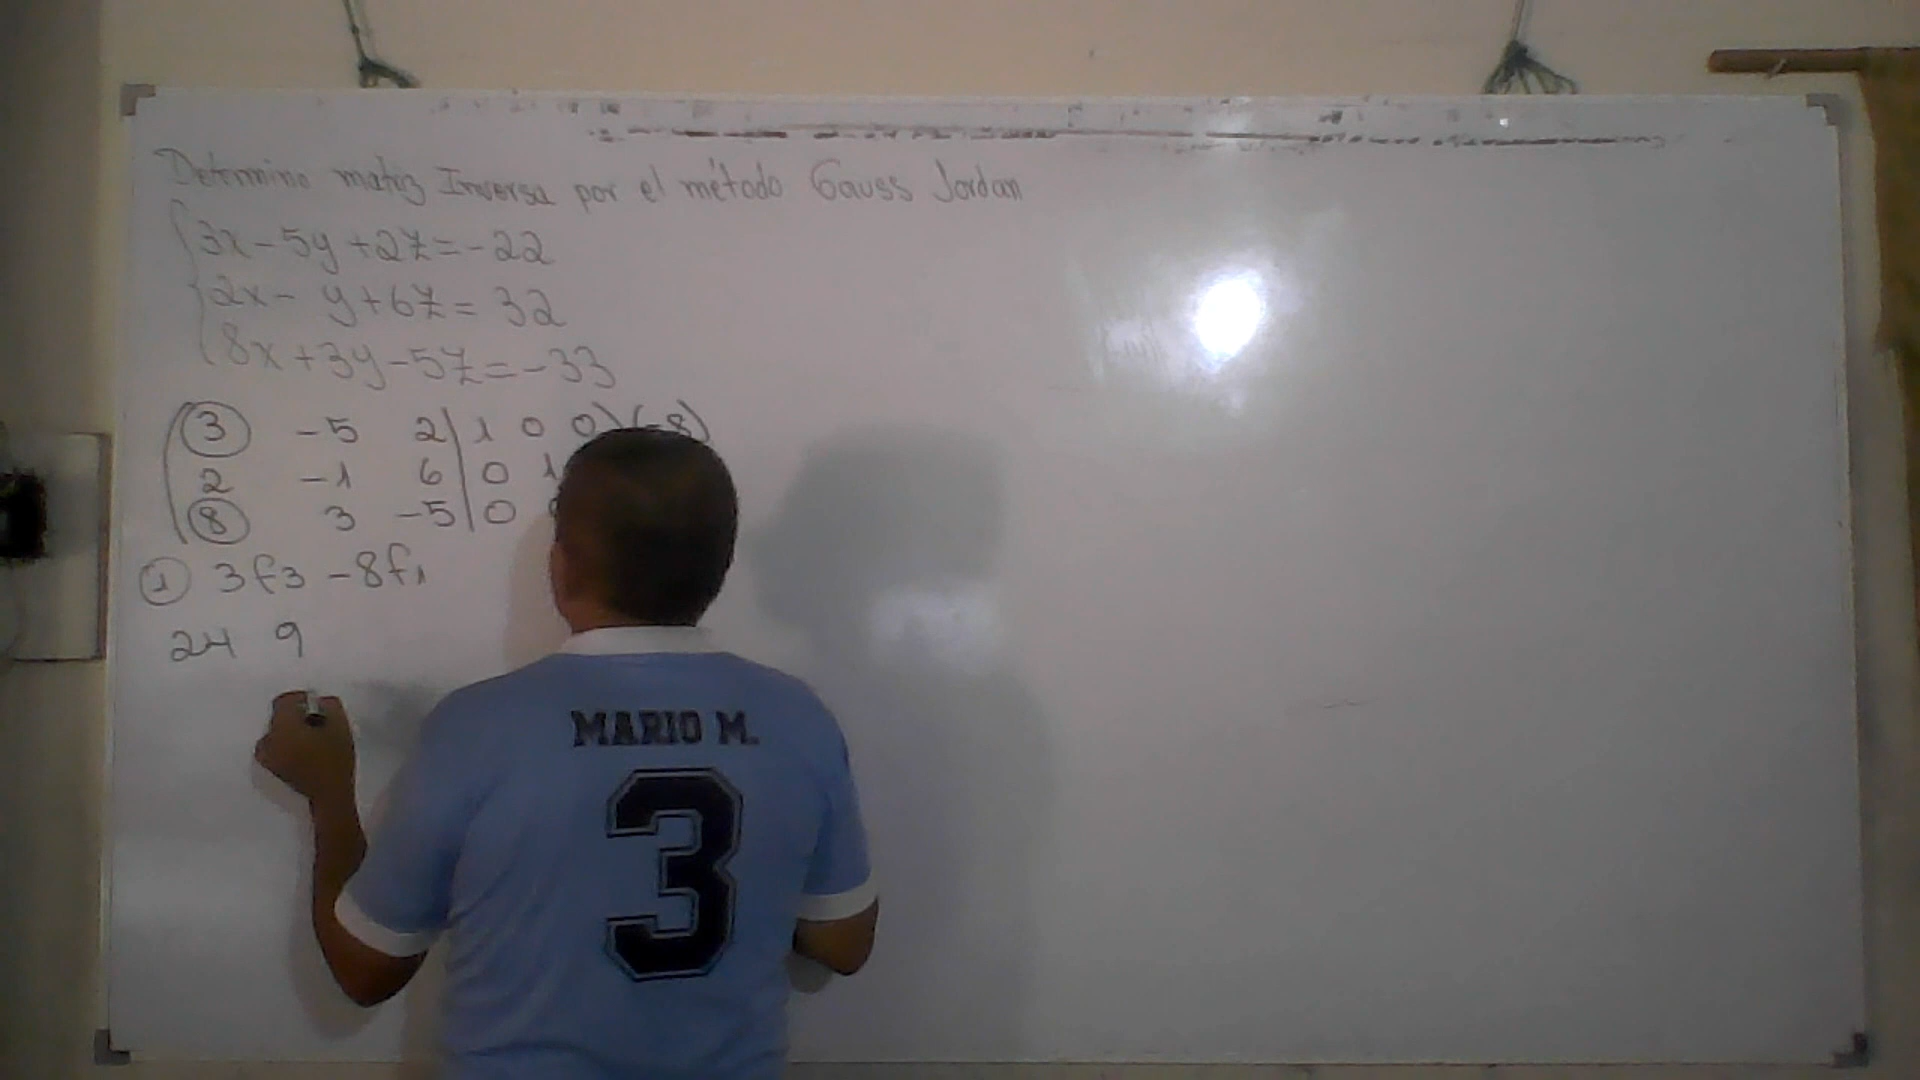 Determino matriz Inversa por el método Gauss Jordan
3x - 5y + 2z = -22
2x - y + 6z = 32
8x + 3y - 5z = -33
3 -5 2 | 1 0 0 (-8)
2 -1 6 | 0 1
8 3 -5 | 0
1 3f3 - 8f1
24 9
MARIO M.
3